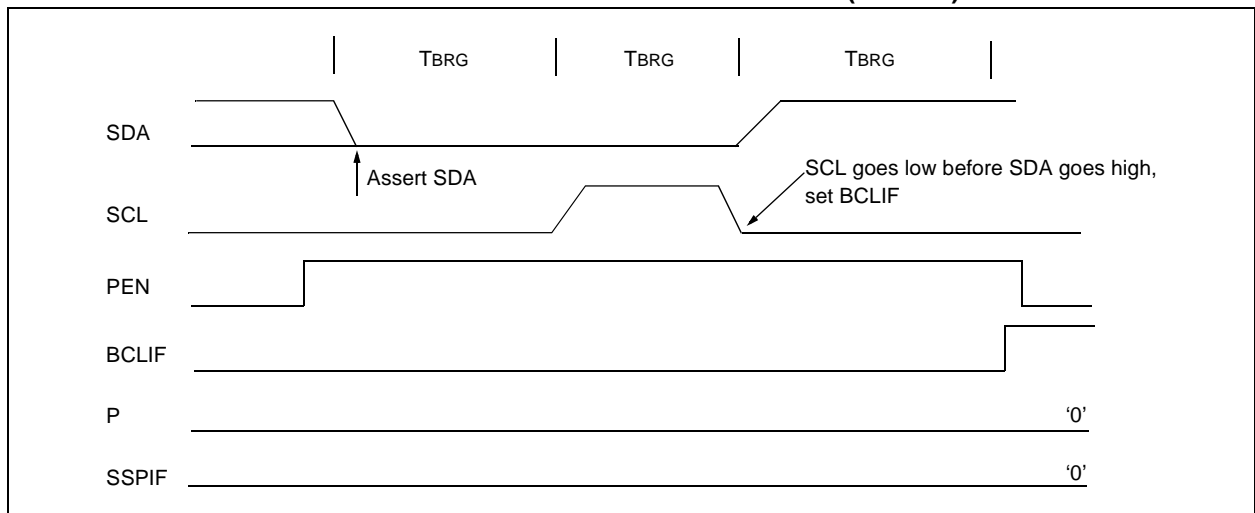 TBRG TBRG TBRG
SDA
Assert SDA
SCL goes low before SDA goes high,
set BCLIF
SCL
PEN
BCLIF
P
‘0’
SSPIF
‘0’